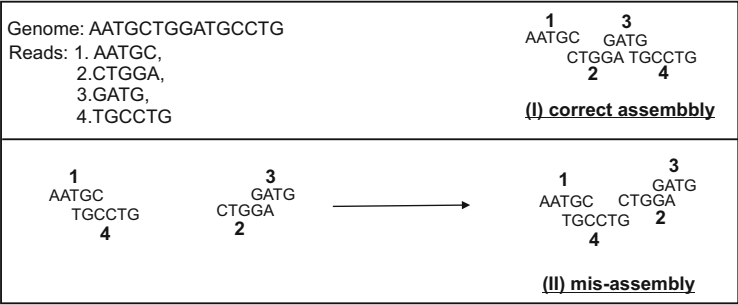 Genome: AATGCTGGATGCCTG
Reads: 1. AATGC,
2.CTGGA,
3.GATG,
4.TGCCTG
1 3
AATGC GATG
CTGGA TGCCTG
2 4
(I) correct assembbly
1
AATGC
TGCCTG
4
3
GATG
CTGGA
2
3
1 GATG
AATGC CTGGA
TGCCTG 2
4
(II) mis-assembly